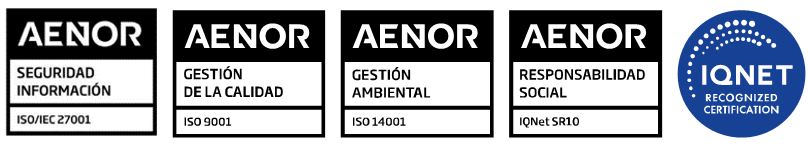 AENOR
SEGURIDAD
INFORMACIÓN
ISO/IEC 27001
AENOR
GESTIÓN
DE LA CALIDAD
ISO 9001
AENOR
GESTIÓN
AMBIENTAL
ISO 14001
AENOR
RESPONSABILIDAD
SOCIAL
IQNet SR10
IQNET
RECOGNIZED
CERTIFICATION